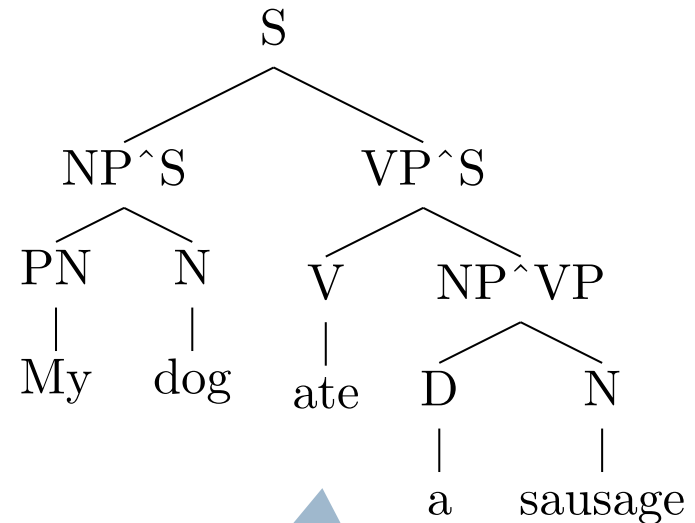 S
NP^S VP^S
PN N V NP^VP
My dog ate D N
a sausage